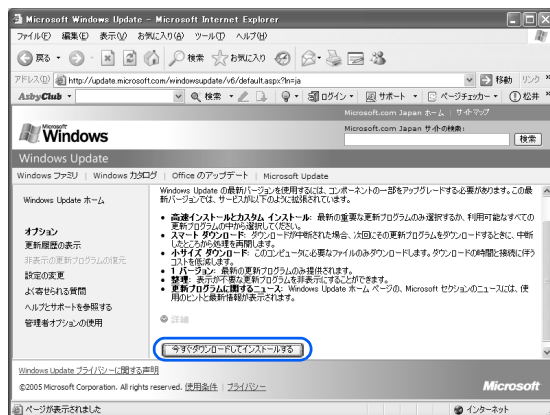 Microsoft Windows Update - Microsoft Internet Explorer
ファイル(F) 編集(E) 表示(V) お気に入り(A) ツール(T) ヘルプ(H)
戻る 検索 お気に入り
アドレス(D) http://update.microsoft.com/windowsupdate/v6/default.aspx?ln=ja 移動 リンク »
AzbyClub 検索 ログイン サポート ページチェッカー 松井 »
Microsoft.com Japan ホーム | サイトマップ
Microsoft Windows
Microsoft.com Japan サイトの検索:
検索
Windows Update
Windows ファミリ | Windows カタログ | Office のアップデート | Microsoft Update
Windows Update ホーム
オプション
更新履歴の表示
非表示の更新プログラムの復元
設定の変更
よく寄せられる質問
ヘルプとサポートを参照する
管理者オプションの使用
Windows Update の最新バージョンを使用するには、コンポーネントの一部をアップグレードする必要があります。この最
新バージョンでは、サービスが以下のように拡張されています。
• 高速インストールとカスタム インストール: 最新の重要な更新プログラムのみ選択するか、利用可能なすべての
更新プログラムの中から選択してください。
• スマート ダウンロード: ダウンロードが中断された場合、次回にその更新プログラムをダウンロードするときに、中断
したところから処理を再開します。
• 小サイズ ダウンロード: このコンピュータに必要なファイルのみダウンロードします。ダウンロードの時間と接続に伴う
コストを低減します。
• 1 バージョン: 最新の更新プログラムのみ提供されます。
• 整理: 表示が不要な更新プログラムを非表示にすることができます。
• 更新プログラムに関するニュース: Windows Update ホーム ページの、Microsoft セクションのニュースには、使
用のヒントと最新情報が表示されます。
詳細
今すぐダウンロードしてインストールする
Windows Update プライバシーに関する声明
©2005 Microsoft Corporation. All rights reserved. 使用条件 | プライバシー
Microsoft
ページが表示されました
インターネット